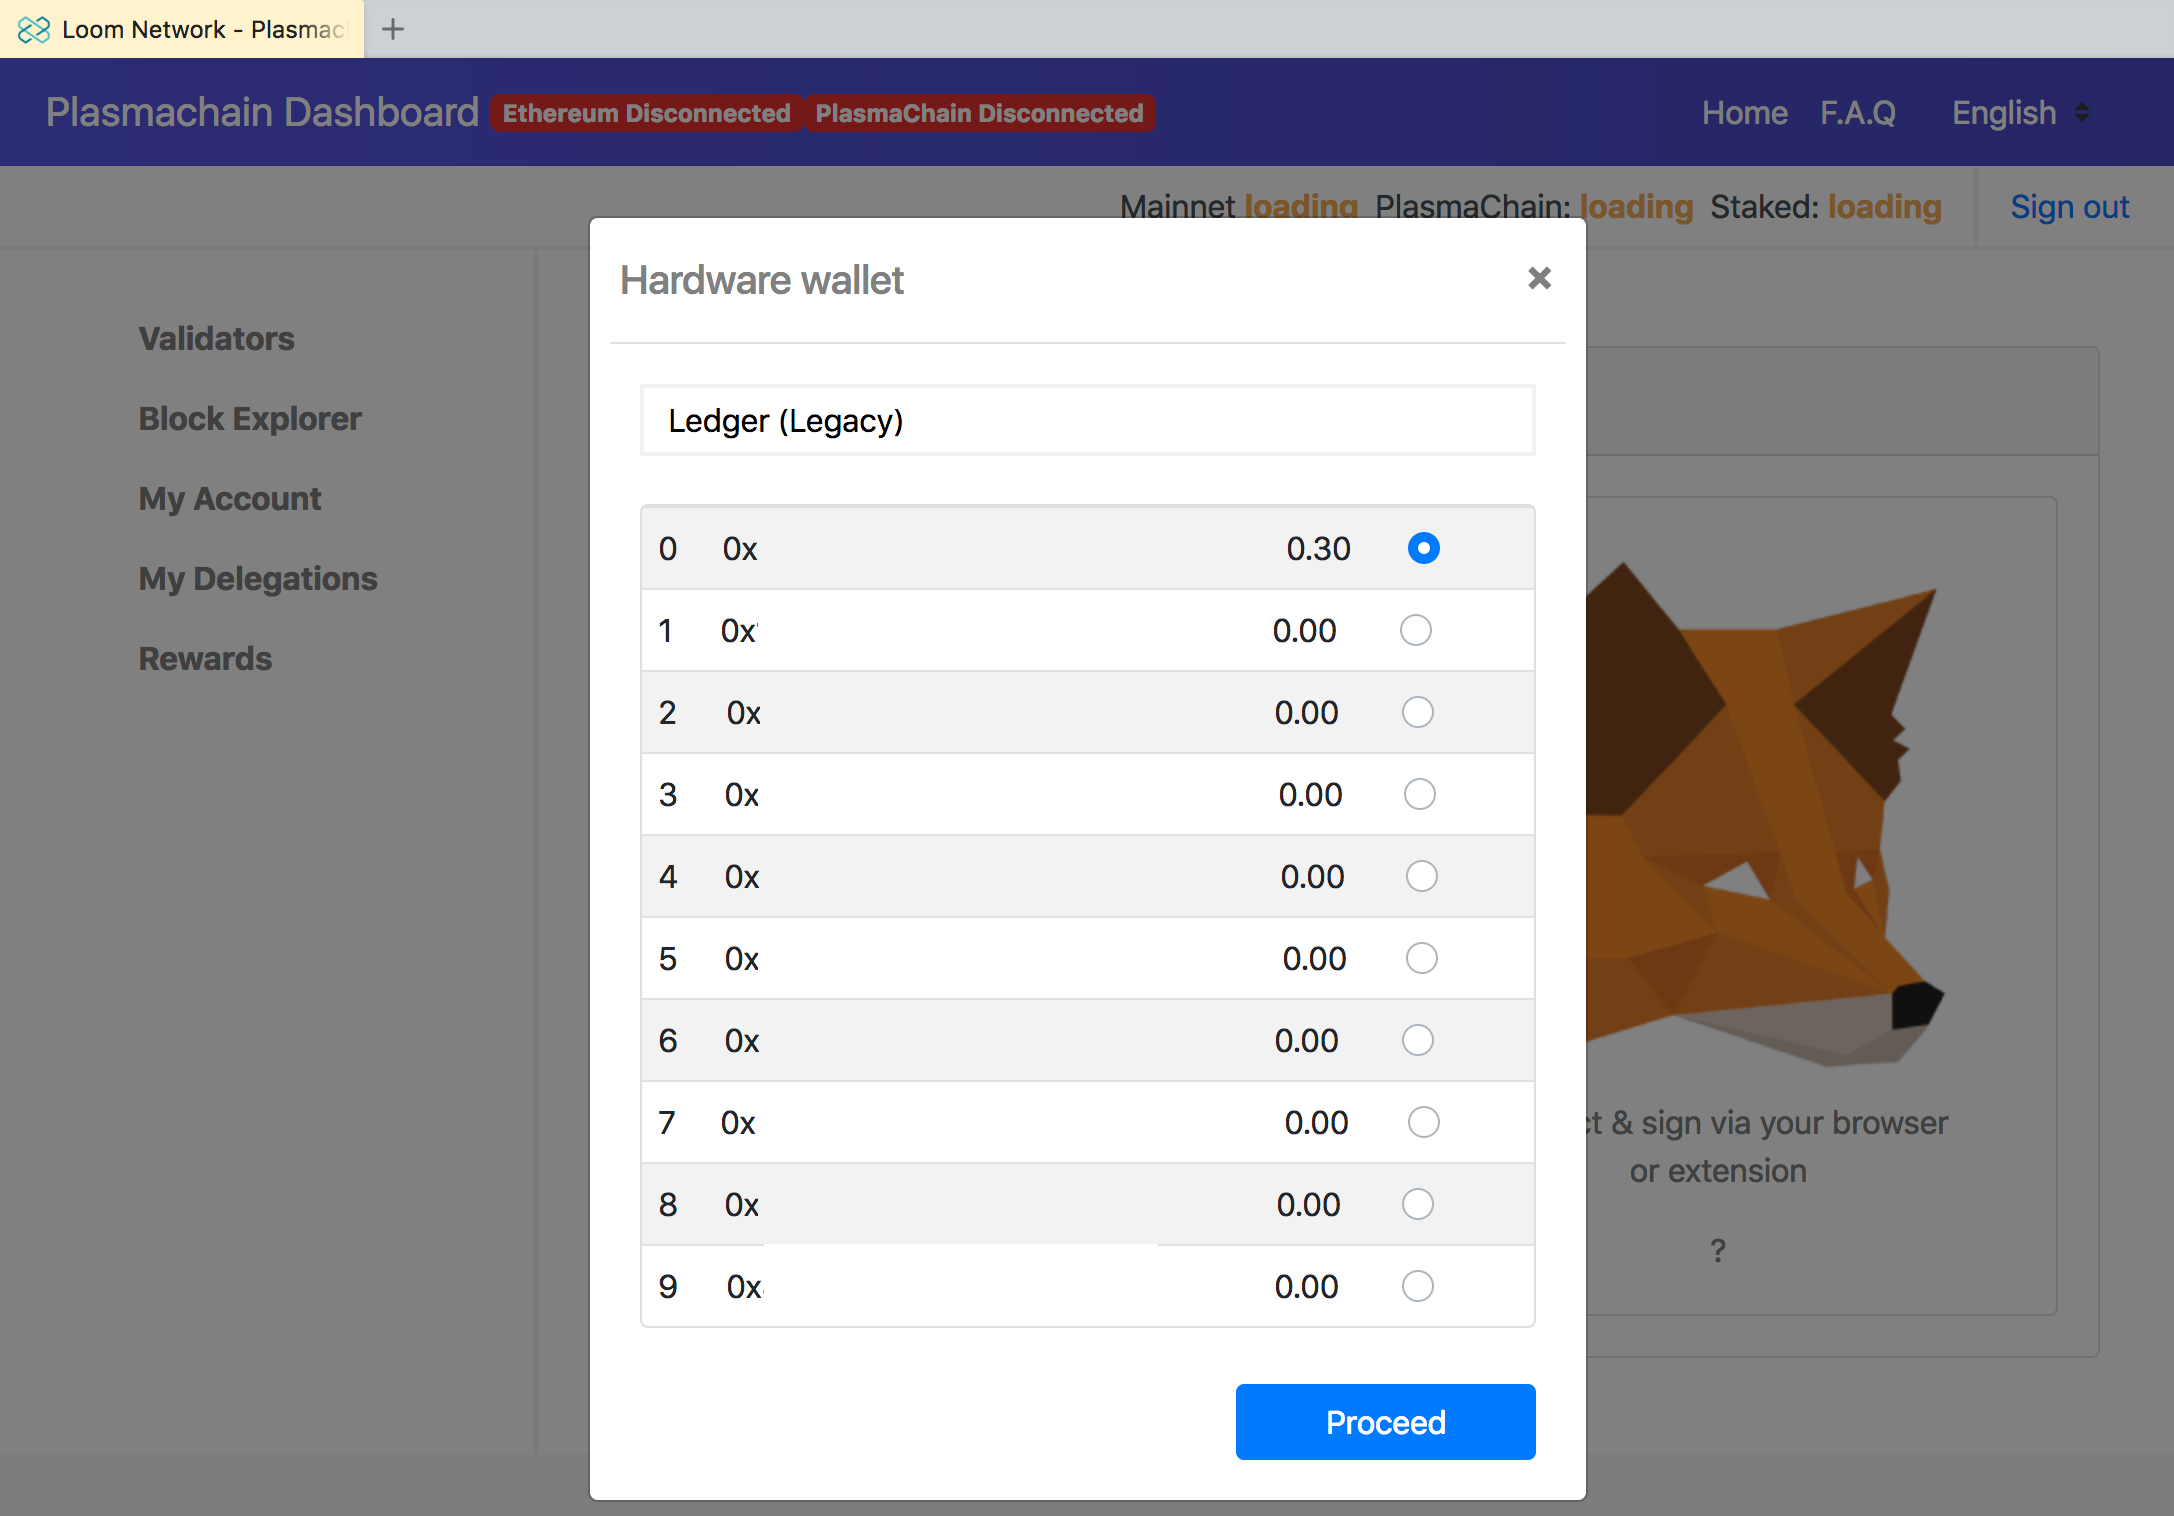 Loom Network - Plasmac
Plasmachain Dashboard Ethereum Disconnected PlasmaChain Disconnected Home F.A.Q English
Mainnet loading PlasmaChain: loading Staked: loading Sign out
Validators
Block Explorer
My Account
My Delegations
Rewards
Hardware wallet
Ledger (Legacy)
0 0x 0.30
1 0x 0.00
2 0x 0.00
3 0x 0.00
4 0x 0.00
5 0x 0.00
6 0x 0.00
7 0x 0.00
8 0x 0.00
9 0x 0.00
Proceed
& sign via your browser
or extension
?